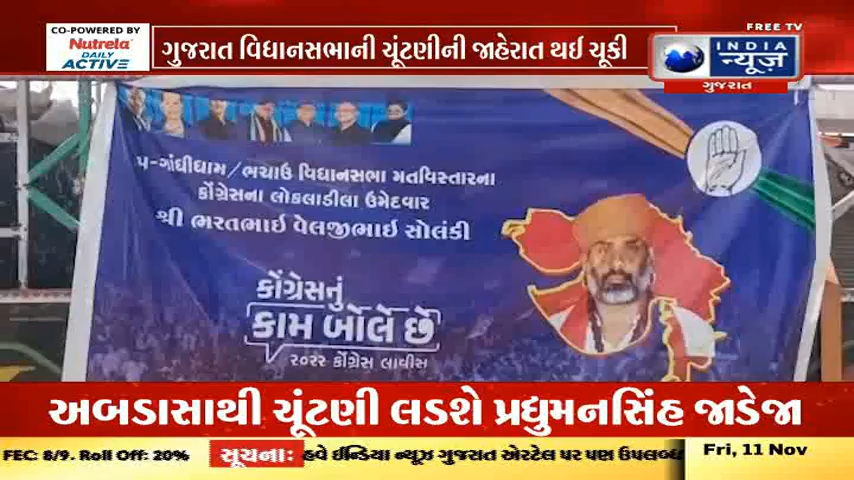 CO-POWERED BY
Nutrela
DAILY
ACTIVE
ગુજરાત વિધાનસભાની ચૂંટણીની જાહેરાત થઈ ચૂકી
FREE TV
INDIA
ન્યૂઝ
ગુજરાત
૫-ગાંધીધામ/ભચાઉ વિધાનસભા મતવિસ્તારના
કોંગ્રેસના લોકલાડીલા ઉમેદવાર
શ્રી ભરતભાઇ વેલજીભાઇ સોલંકી
કોંગ્રેસનું
કામ બોલે છે
૨૦૨૨ કોંગ્રેસ લાવીસ
અબડાસાથી ચૂંટણી લડશે પ્રદ્યુમનસિંહ જાડેજા
FEC: 8/9. Roll Off: 20%
સૂચનાઃ
હવે ઈન્ડિયા ન્યૂઝ ગુજરાત એરટેલ પર પણ ઉપલબ્ધ
Fri, 11 Nov